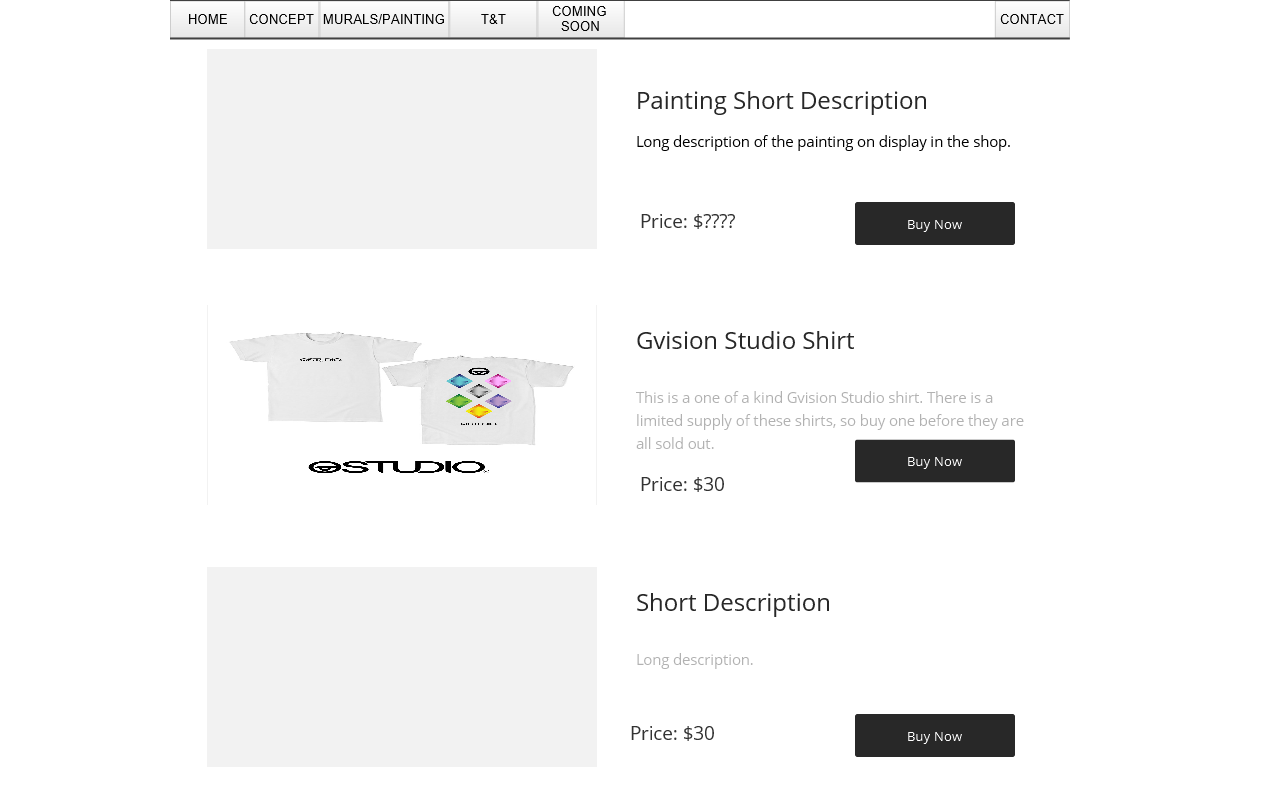 HOME
CONCEPT
MURALS/PAINTING
T&T
COMING
SOON
CONTACT
Painting Short Description
Long description of the painting on display in the shop.
Price: $????
Buy Now
Gvision Studio Shirt
This is a one of a kind Gvision Studio shirt. There is a
limited supply of these shirts, so buy one before they are
all sold out.
Buy Now
Price: $30
STUDIO
Short Description
Long description.
Price: $30
Buy Now